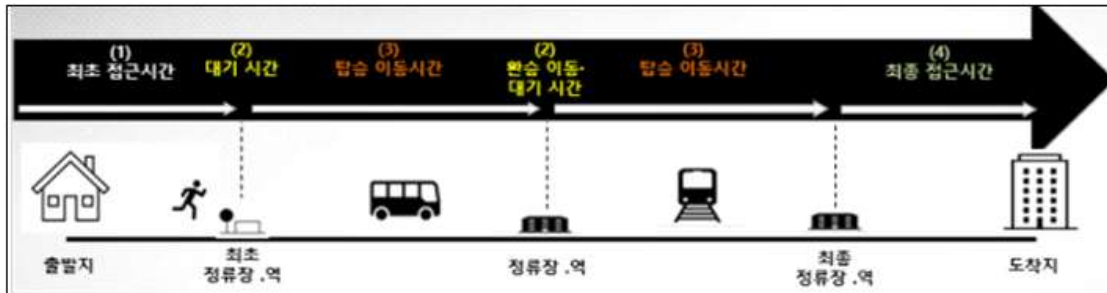 (1)
최초 접근시간
(2)
대기 시간
(3)
탑승 이동시간
(2)
환승 이동·
대기 시간
(3)
탑승 이동시간
(4)
최종 접근시간
출발지
최초
정류장 .역
정류장 .역
최종
정류장 .역
도착지